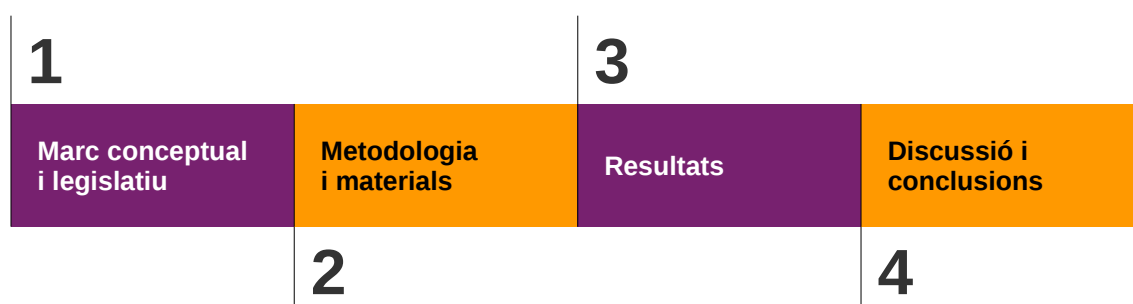 1
Marc conceptual
i legislatiu
2
Metodologia
i materials
3
Resultats
4
Discussió i
conclusions